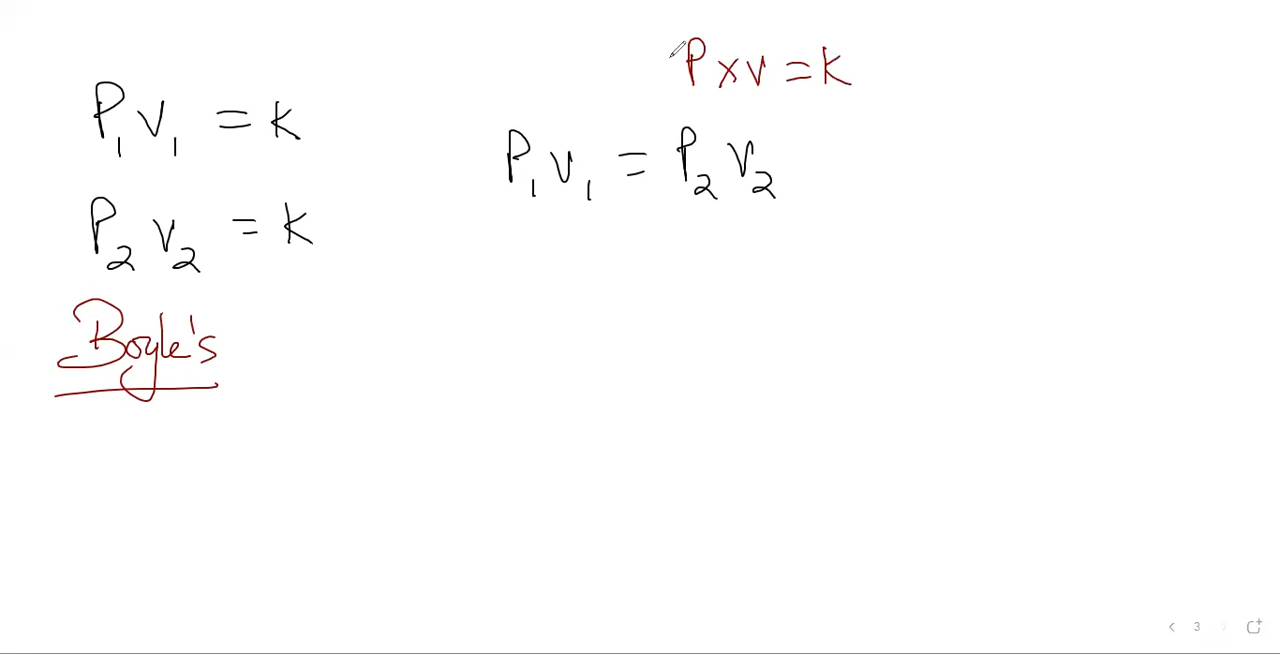 P₁V₁ = K
P₂V₂ = K
Boyle's
P×V=K
P₁V₁ = P₂V₂
3